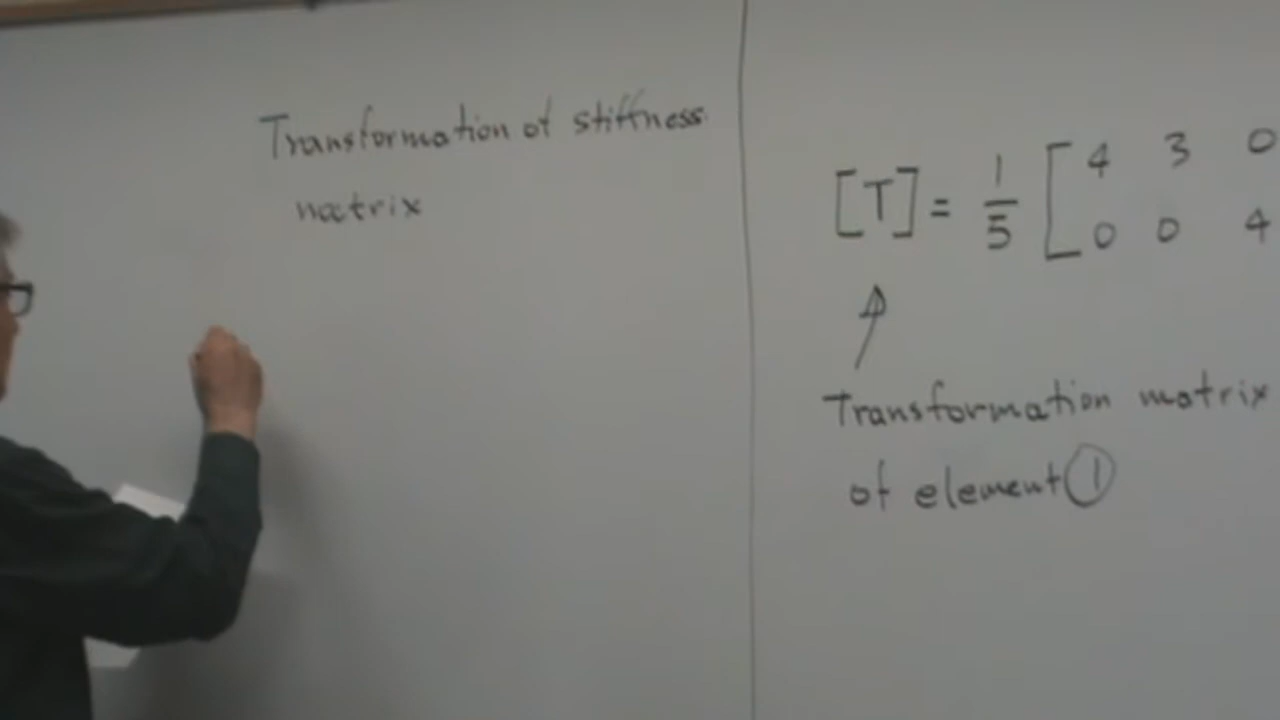 Transformation of stiffness
matrix
[T] = 1/5 [ 4 3 0
0 0 4
Transformation matrix
of element ①